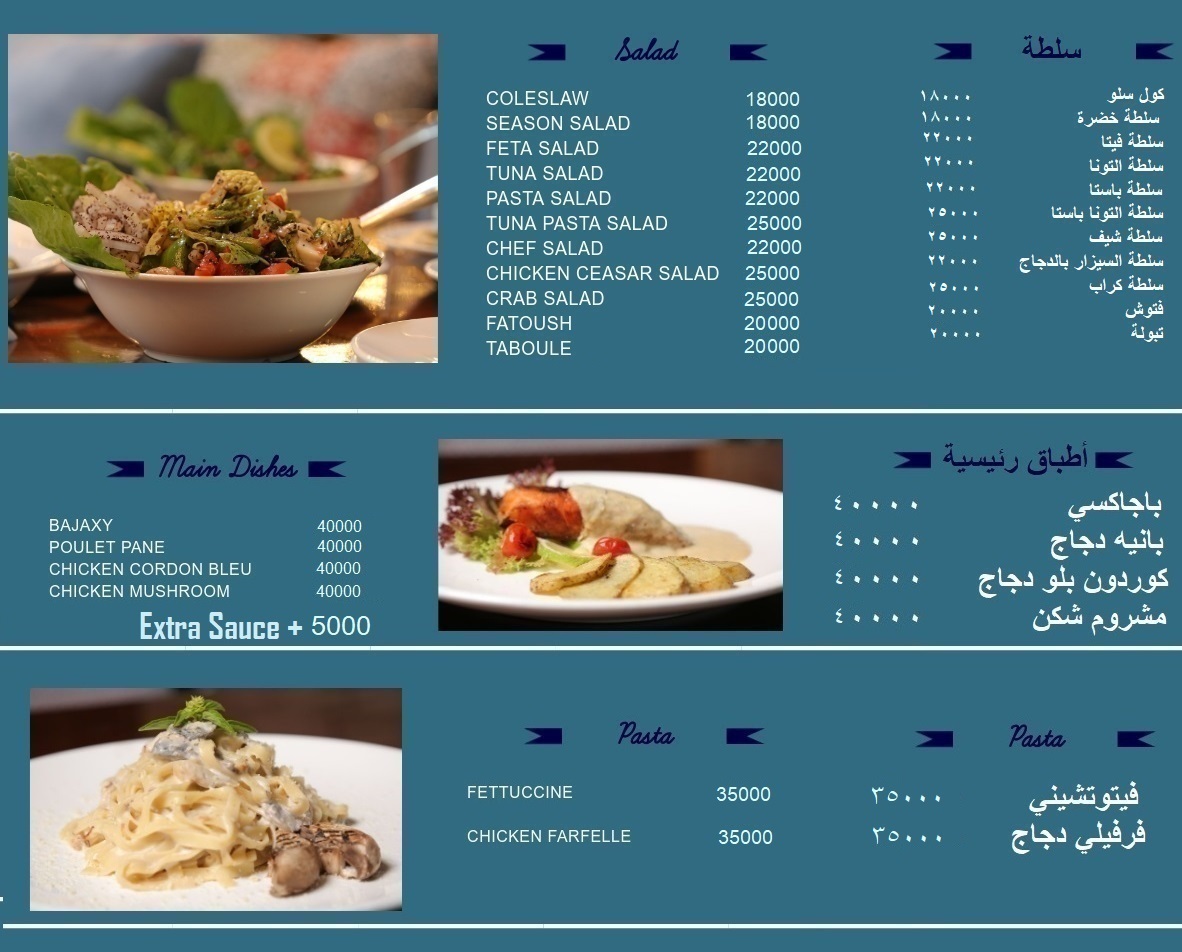 Salad
COLESLAW 18000
SEASON SALAD 18000
FETA SALAD 22000
TUNA SALAD 22000
PASTA SALAD 22000
TUNA PASTA SALAD 25000
CHEF SALAD 22000
CHICKEN CEASAR SALAD 25000
CRAB SALAD 25000
FATOUSH 20000
TABOULE 20000
سلطة
كول سلو ١٨٠٠٠
سلطة خضرة ١٨٠٠٠
سلطة فيتا ٢٢٠٠٠
سلطة التونا ٢٢٠٠٠
سلطة باستا ٢٢٠٠٠
سلطة التونا باستا ٢٥٠٠٠
سلطة شيف ٢٥٠٠٠
سلطة السيزار بالدجاج ٢٢٠٠٠
سلطة كراب ٢٥٠٠٠
فتوش ٢٠٠٠٠
تبولة ٢٠٠٠٠
Main Dishes
BAJAXY 40000
POULET PANE 40000
CHICKEN CORDON BLEU 40000
CHICKEN MUSHROOM 40000
Extra Sauce + 5000
أطباق رئيسية
باجاكسي ٤٠٠٠٠
بانيه دجاج ٤٠٠٠٠
كوردون بلو دجاج ٤٠٠٠٠
مشروم شكن ٤٠٠٠٠
Pasta
FETTUCCINE 35000
CHICKEN FARFELLE 35000
Pasta
فيتوتشيني ٣٥٠٠٠
فرفيلي دجاج ٣٥٠٠٠